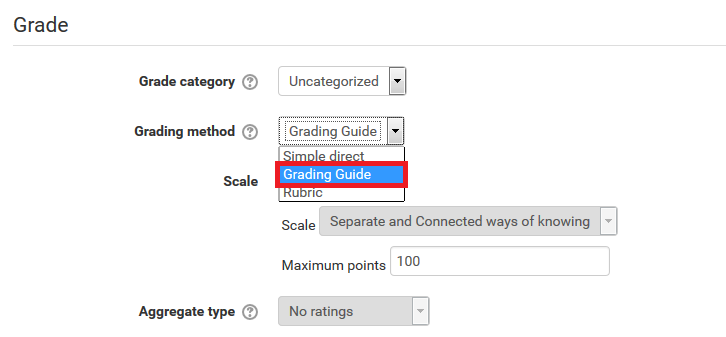 Grade
Grade category ? Uncategorized
Grading method ? Grading Guide
Simple direct
Grading Guide
Rubric
Scale
Scale Separate and Connected ways of knowing
Maximum points 100
Aggregate type ? No ratings